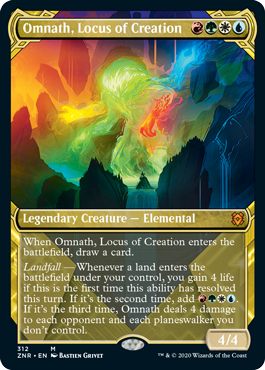 Omnath, Locus of Creation
Legendary Creature — Elemental
When Omnath, Locus of Creation enters the
battlefield, draw a card.
Landfall — Whenever a land enters the
battlefield under your control, you gain 4 life
if this is the first time this ability has resolved
this turn. If it's the second time, add
If it's the third time, Omnath deals 4 damage
to each opponent and each planeswalker you
don't control.
4/4
312 M
ZNR • EN Bastien Grivet
™ & © 2020 Wizards of the Coast